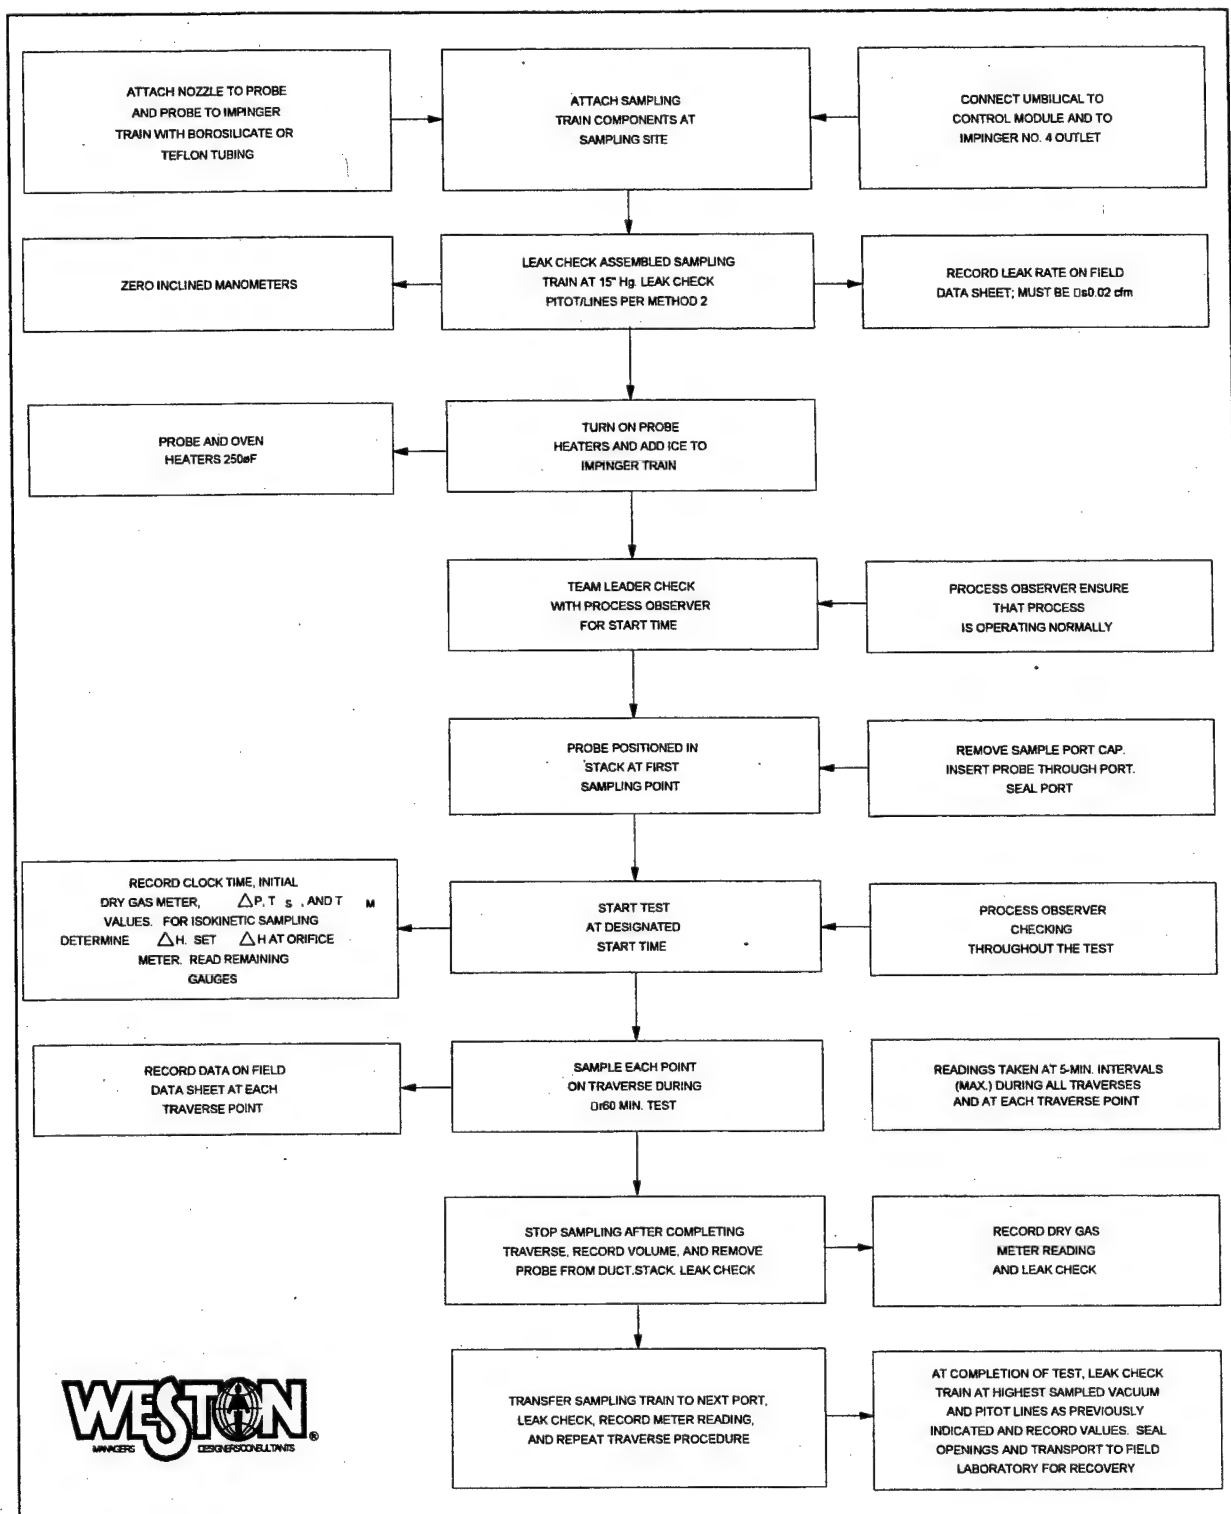 ATTACH NOZZLE TO PROBE
AND PROBE TO IMPINGER
TRAIN WITH BOROSILICATE OR
TEFLON TUBING
ATTACH SAMPLING
TRAIN COMPONENTS AT
SAMPLING SITE
CONNECT UMBILICAL TO
CONTROL MODULE AND TO
IMPINGER NO. 4 OUTLET
ZERO INCLINED MANOMETERS
LEAK CHECK ASSEMBLED SAMPLING
TRAIN AT 15" Hg. LEAK CHECK
PITOT/LINES PER METHOD 2
RECORD LEAK RATE ON FIELD
DATA SHEET; MUST BE □s0.02 cfm
PROBE AND OVEN
HEATERS 250øF
TURN ON PROBE
HEATERS AND ADD ICE TO
IMPINGER TRAIN
TEAM LEADER CHECK
WITH PROCESS OBSERVER
FOR START TIME
PROCESS OBSERVER ENSURE
THAT PROCESS
IS OPERATING NORMALLY
PROBE POSITIONED IN
STACK AT FIRST
SAMPLING POINT
REMOVE SAMPLE PORT CAP.
INSERT PROBE THROUGH PORT.
SEAL PORT
RECORD CLOCK TIME, INITIAL
DRY GAS METER, △P, T S , AND T M
VALUES. FOR ISOKINETIC SAMPLING
DETERMINE △H. SET △H AT ORIFICE
METER. READ REMAINING
GAUGES
START TEST
AT DESIGNATED
START TIME
PROCESS OBSERVER
CHECKING
THROUGHOUT THE TEST
RECORD DATA ON FIELD
DATA SHEET AT EACH
TRAVERSE POINT
SAMPLE EACH POINT
ON TRAVERSE DURING
□r60 MIN. TEST
READINGS TAKEN AT 5-MIN. INTERVALS
(MAX.) DURING ALL TRAVERSES
AND AT EACH TRAVERSE POINT
STOP SAMPLING AFTER COMPLETING
TRAVERSE, RECORD VOLUME, AND REMOVE
PROBE FROM DUCT.STACK. LEAK CHECK
RECORD DRY GAS
METER READING
AND LEAK CHECK
TRANSFER SAMPLING TRAIN TO NEXT PORT,
LEAK CHECK, RECORD METER READING,
AND REPEAT TRAVERSE PROCEDURE
AT COMPLETION OF TEST, LEAK CHECK
TRAIN AT HIGHEST SAMPLED VACUUM
AND PITOT LINES AS PREVIOUSLY
INDICATED AND RECORD VALUES. SEAL
OPENINGS AND TRANSPORT TO FIELD
LABORATORY FOR RECOVERY
WESTON®
MANAGERS DESIGNERS/CONSULTANTS